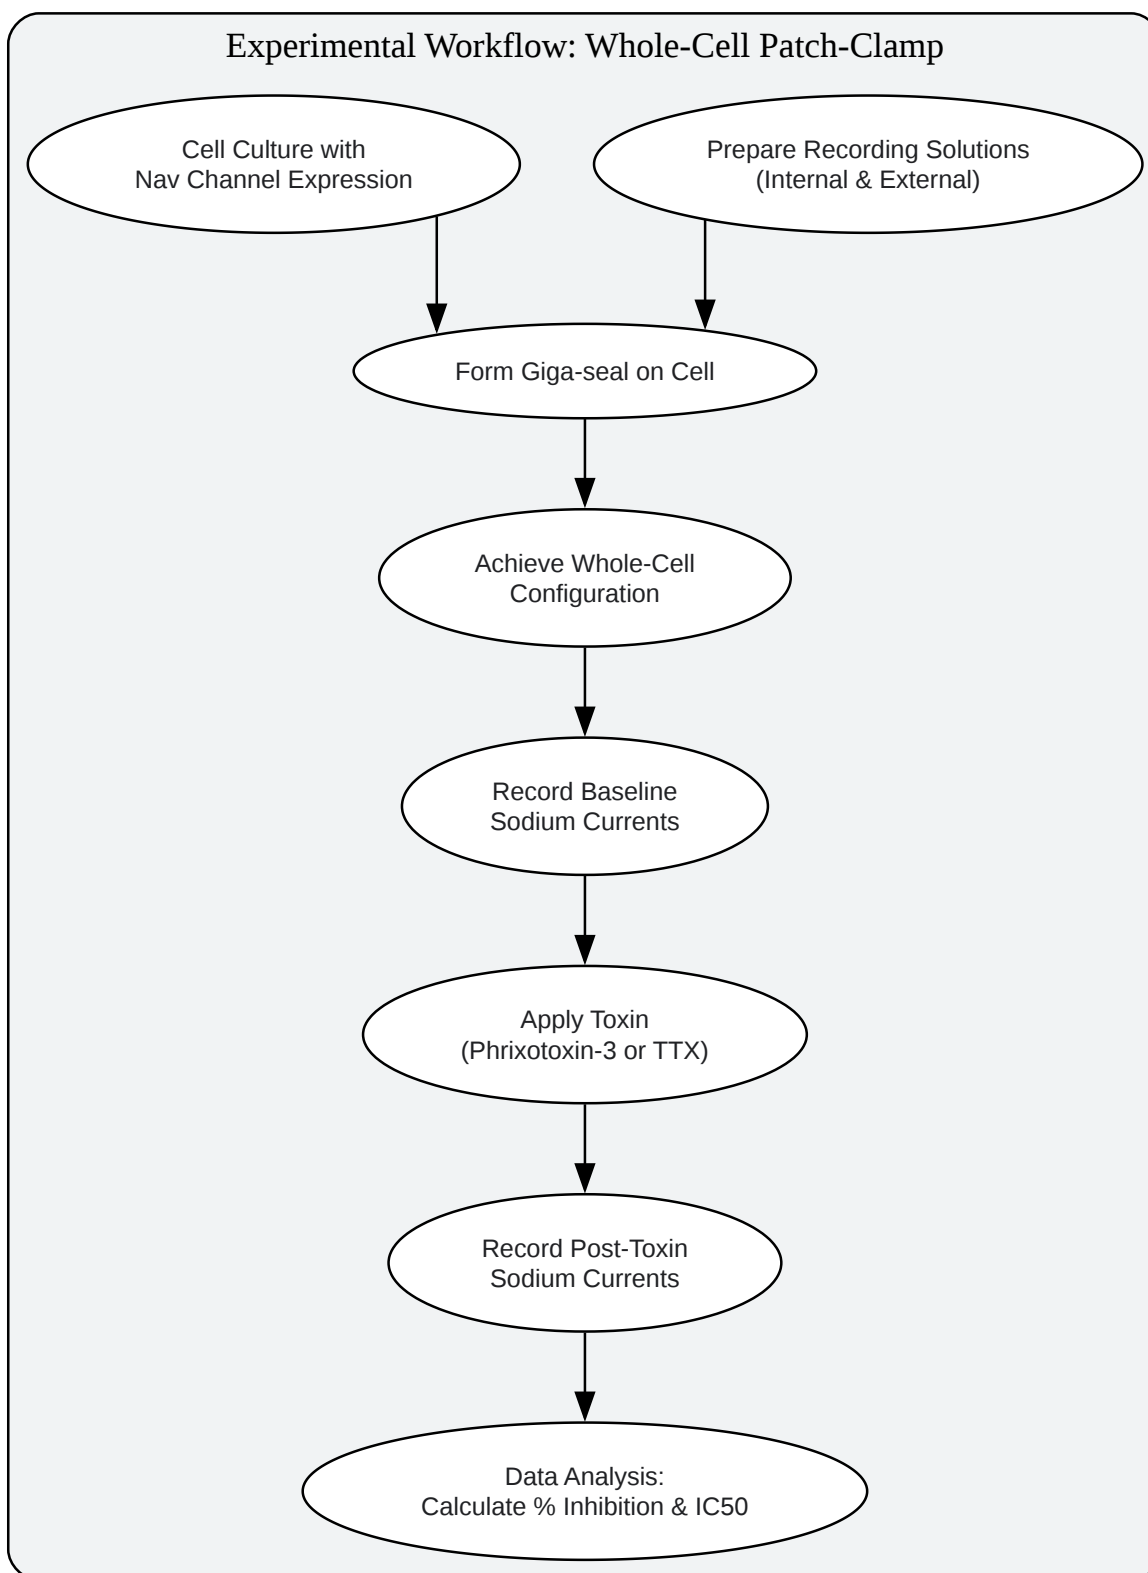 Experimental Workflow: Whole-Cell Patch-Clamp
Cell Culture with
Nav Channel Expression
Prepare Recording Solutions
(Internal & External)
Form Giga-seal on Cell
Achieve Whole-Cell
Configuration
Record Baseline
Sodium Currents
Apply Toxin
(Phrixotoxin-3 or TTX)
Record Post-Toxin
Sodium Currents
Data Analysis:
Calculate % Inhibition & IC50